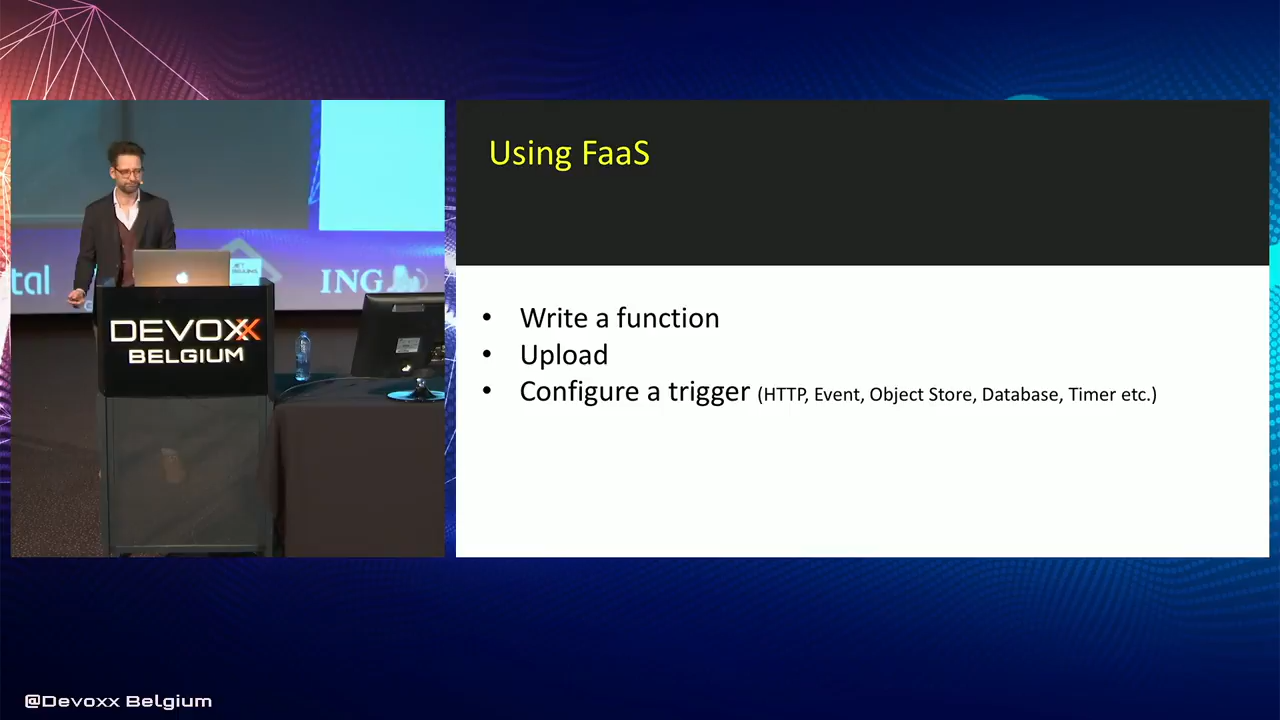 Using FaaS
• Write a function
• Upload
• Configure a trigger (HTTP, Event, Object Store, Database, Timer etc.)
tal
ING
DEVOXX
BELGIUM
@Devoxx Belgium